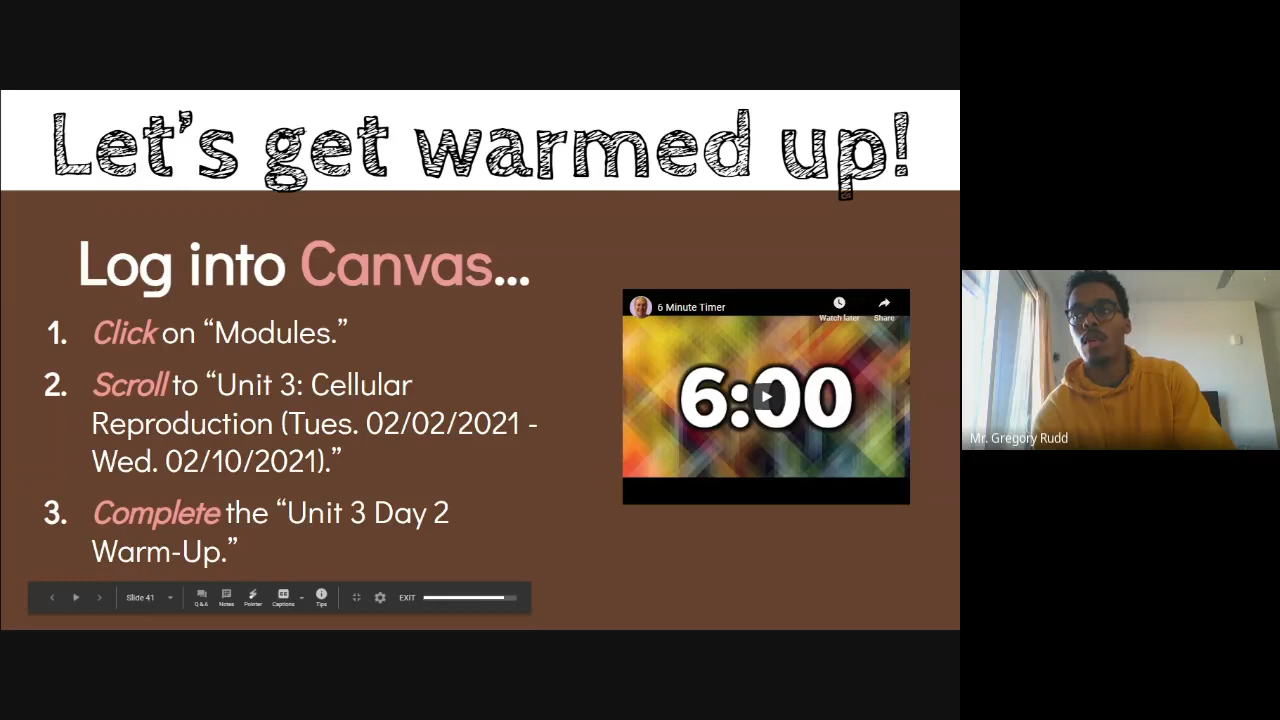 Let's get warmed up!
Log into Canvas...
1. Click on “Modules.”
2. Scroll to “Unit 3: Cellular
Reproduction (Tues. 02/02/2021 -
Wed. 02/10/2021).”
3. Complete the “Unit 3 Day 2
Warm-Up.”
6 Minute Timer
Watch later
Share
6:00
Slide 41
Q&A
Notes
Pointer
Captions
Tips
EXIT
Mr. Gregory Rudd